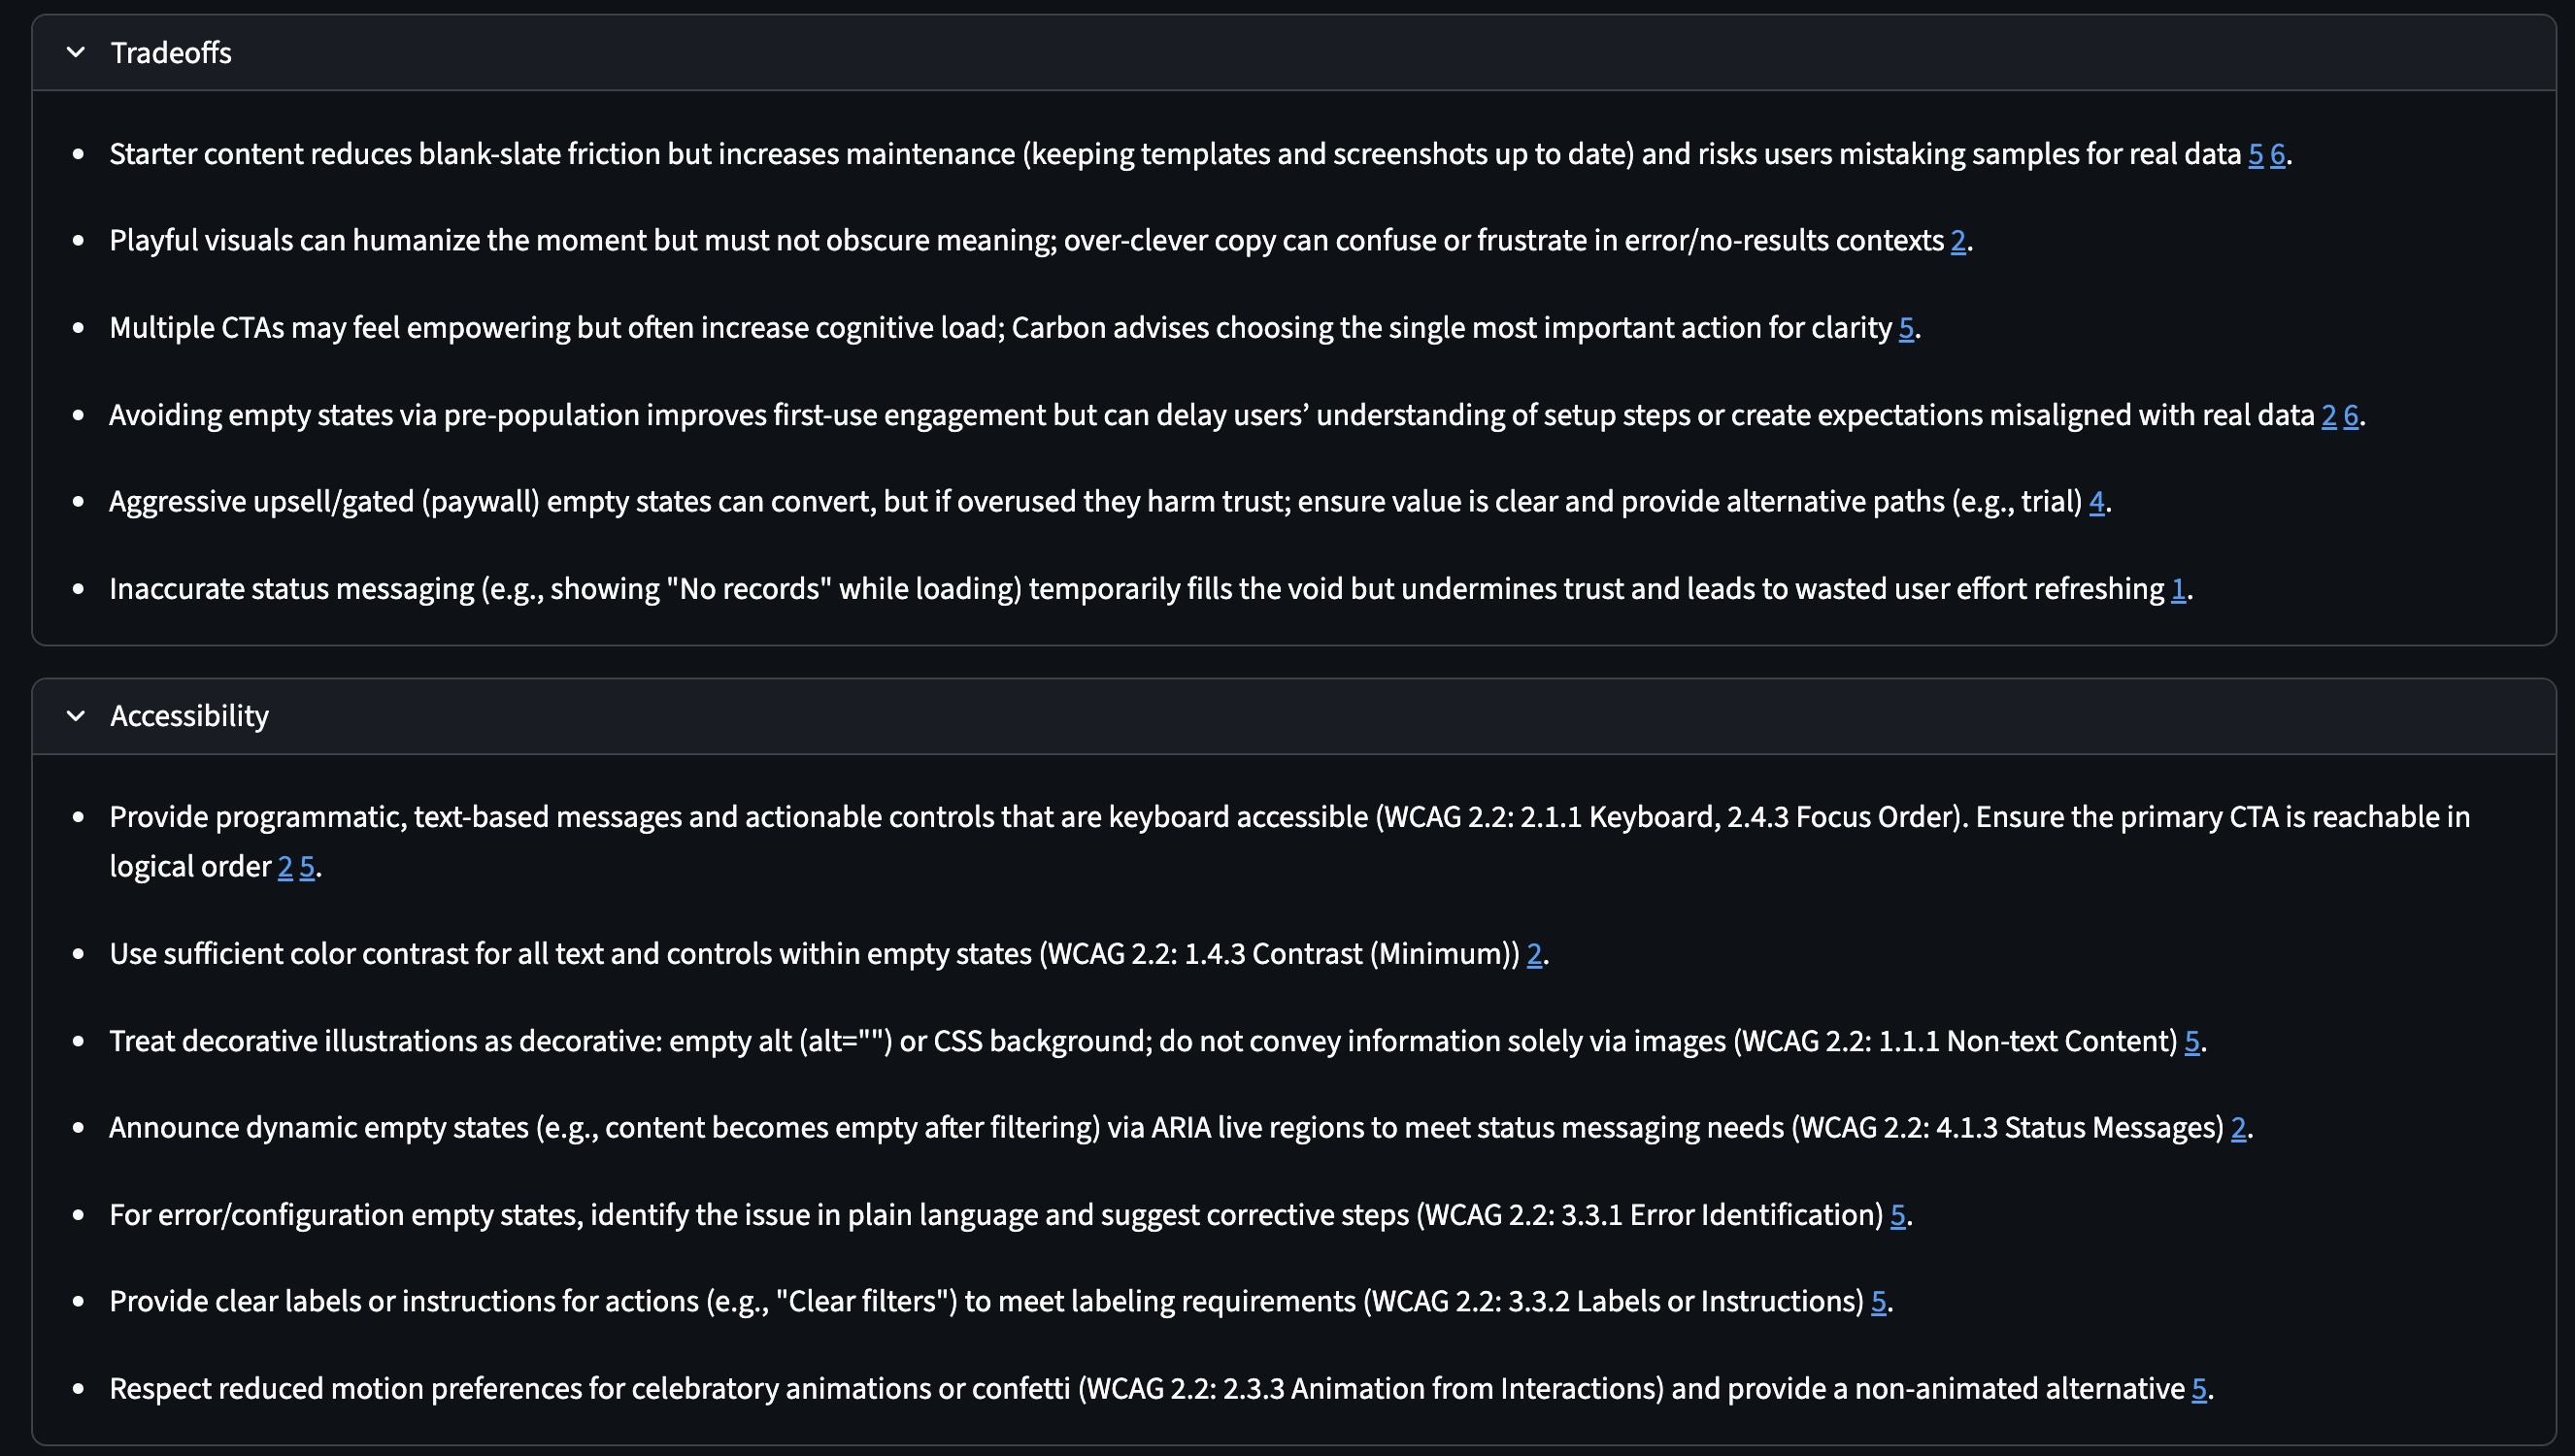 Tradeoffs
• Starter content reduces blank-slate friction but increases maintenance (keeping templates and screenshots up to date) and risks users mistaking samples for real data 5 6.
• Playful visuals can humanize the moment but must not obscure meaning; over-clever copy can confuse or frustrate in error/no-results contexts 2.
• Multiple CTAs may feel empowering but often increase cognitive load; Carbon advises choosing the single most important action for clarity 5.
• Avoiding empty states via pre-population improves first-use engagement but can delay users’ understanding of setup steps or create expectations misaligned with real data 2 6.
• Aggressive upsell/gated (paywall) empty states can convert, but if overused they harm trust; ensure value is clear and provide alternative paths (e.g., trial) 4.
• Inaccurate status messaging (e.g., showing "No records" while loading) temporarily fills the void but undermines trust and leads to wasted user effort refreshing 1.
Accessibility
• Provide programmatic, text-based messages and actionable controls that are keyboard accessible (WCAG 2.2: 2.1.1 Keyboard, 2.4.3 Focus Order). Ensure the primary CTA is reachable in
logical order 2 5.
• Use sufficient color contrast for all text and controls within empty states (WCAG 2.2: 1.4.3 Contrast (Minimum)) 2.
• Treat decorative illustrations as decorative: empty alt (alt="") or CSS background; do not convey information solely via images (WCAG 2.2: 1.1.1 Non-text Content) 5.
• Announce dynamic empty states (e.g., content becomes empty after filtering) via ARIA live regions to meet status messaging needs (WCAG 2.2: 4.1.3 Status Messages) 2.
• For error/configuration empty states, identify the issue in plain language and suggest corrective steps (WCAG 2.2: 3.3.1 Error Identification) 5.
• Provide clear labels or instructions for actions (e.g., "Clear filters") to meet labeling requirements (WCAG 2.2: 3.3.2 Labels or Instructions) 5.
• Respect reduced motion preferences for celebratory animations or confetti (WCAG 2.2: 2.3.3 Animation from Interactions) and provide a non-animated alternative 5.